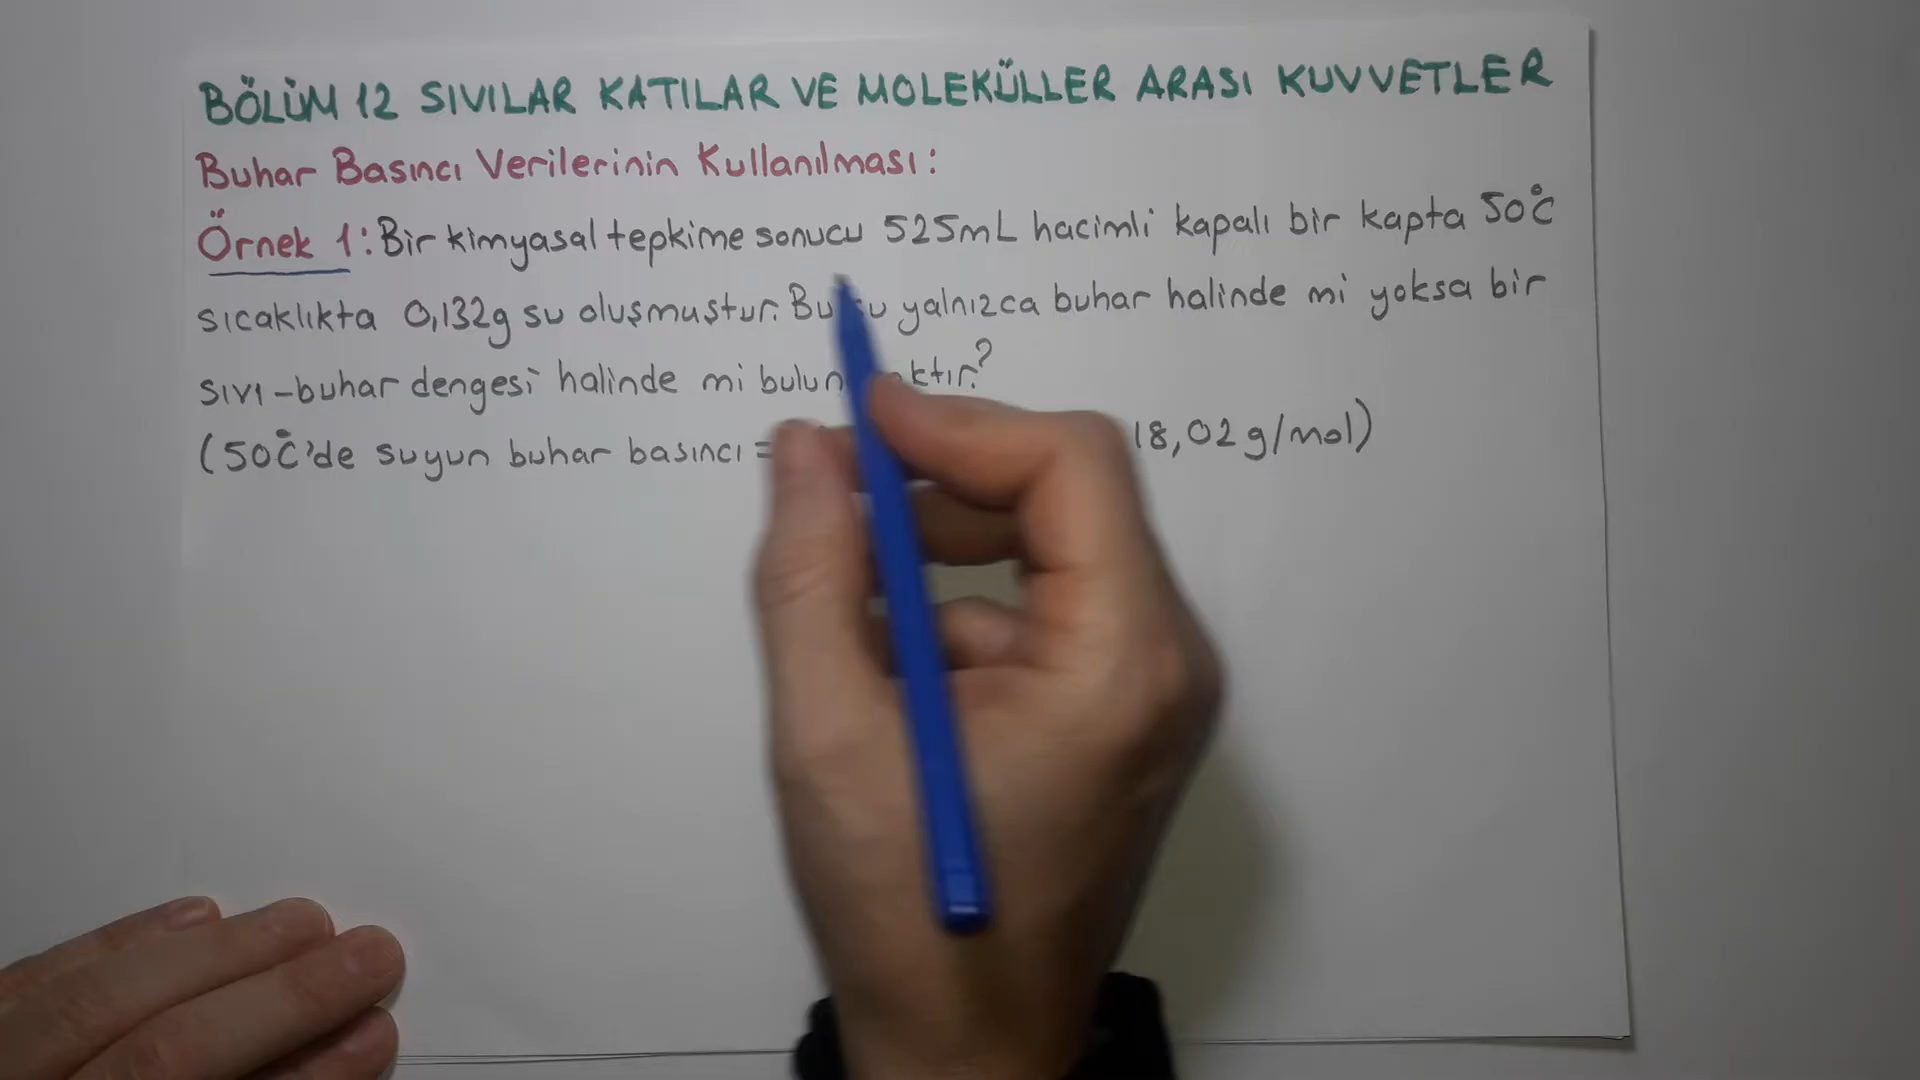 BÖLÜM 12 SIVILAR KATILAR VE MOLEKÜLLER ARASI KUVVETLER
Buhar Basıncı Verilerinin Kullanılması:
Örnek 1: Bir kimyasal tepkime sonucu 525mL hacimli kapalı bir kapta 50°C
sıcaklıkta 0,132g su oluşmuştur. Bu su yalnızca buhar halinde mi yoksa bir
sıvı-buhar dengesi halinde mi
(50°C'de suyun buhar basıncı = 18,02 g/mol)